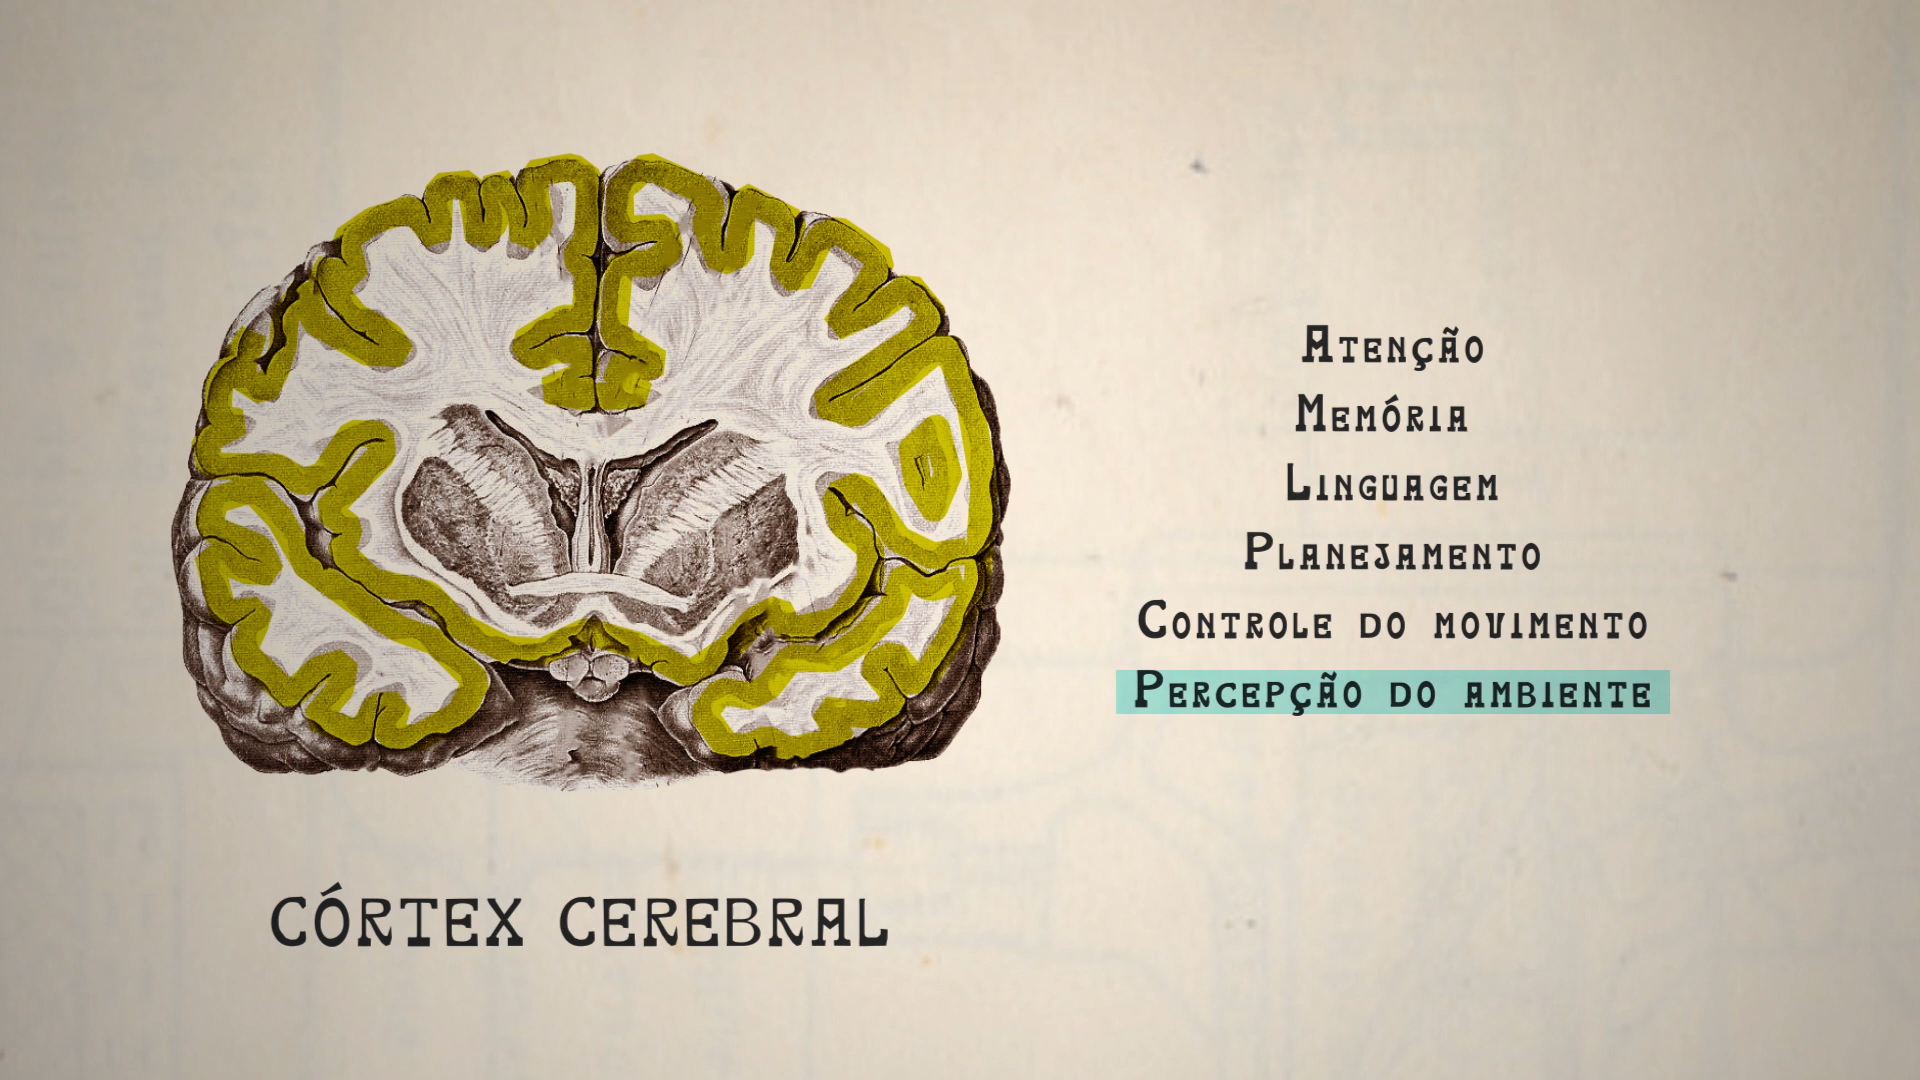 Atenção
Memória
Linguagem
Planejamento
Controle do movimento
Percepção do ambiente
CÓRTEX CEREBRAL